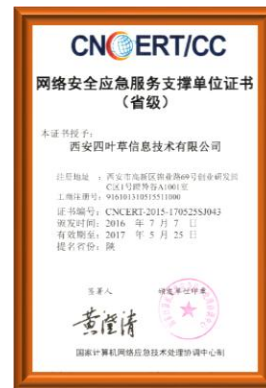 CNCERT/CC
网络安全应急服务支撑单位证书
（省级）
本证书授予：
西安四叶草信息技术有限公司
注册地址 ：西安市高新区锦业路69号创业研发园
C区1号瞪羚谷A1001室
证书编号：CNCERT-2015-170525SJ043
颁发时间：2016 年 7 月 7 日
有效期至：2017 年 5 月 25 日
提名省份：陕
签署人
颁发单位印章
黄澄清
国家计算机网络应急技术处理协调中心制